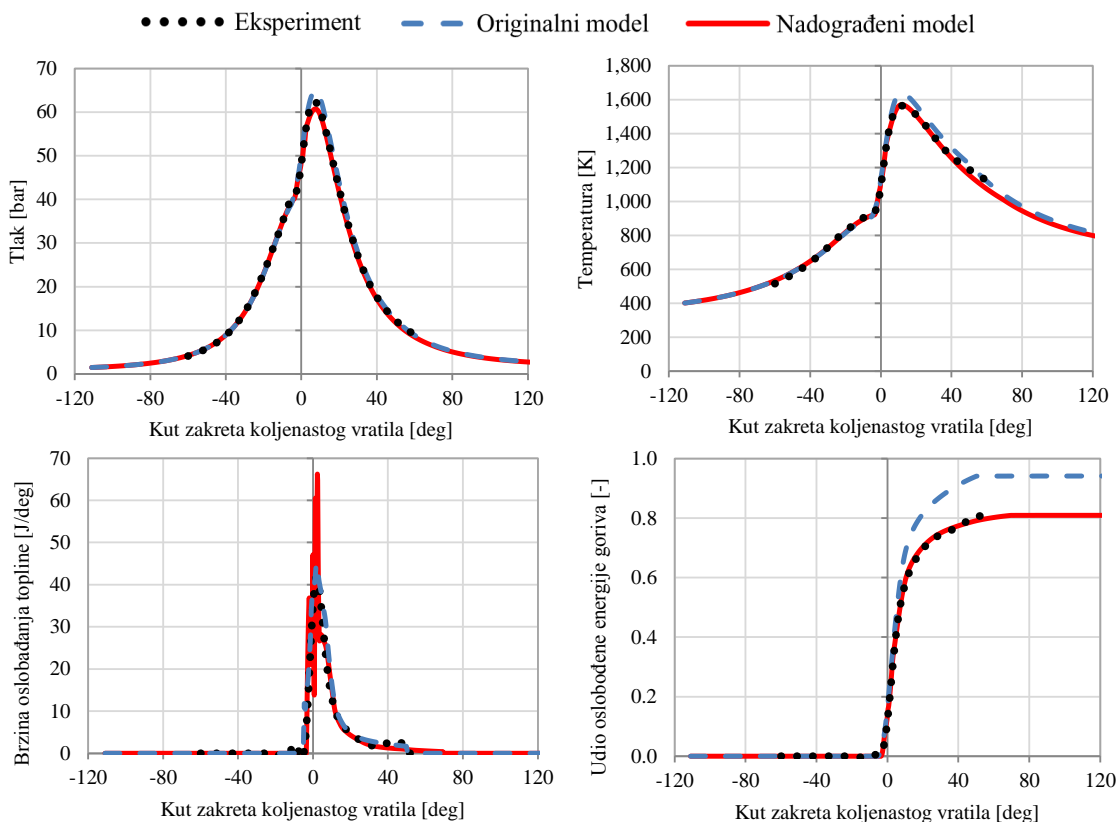 Eksperiment Originalni model Nadograđeni model
Tlak [bar]
70
60
50
40
30
20
10
0
-120 -80 -40 0 40 80 120
Kut zakreta koljenastog vratila [deg]
Temperatura [K]
1,800
1,600
1,400
1,200
1,000
800
600
400
200
0
-120 -80 -40 0 40 80 120
Kut zakreta koljenastog vratila [deg]
Brzina oslobađanja topline [J/deg]
70
60
50
40
30
20
10
0
-120 -80 -40 0 40 80 120
Kut zakreta koljenastog vratila [deg]
Udio oslobođene energije goriva [-]
1.0
0.8
0.6
0.4
0.2
0.0
-120 -80 -40 0 40 80 120
Kut zakreta koljenastog vratila [deg]